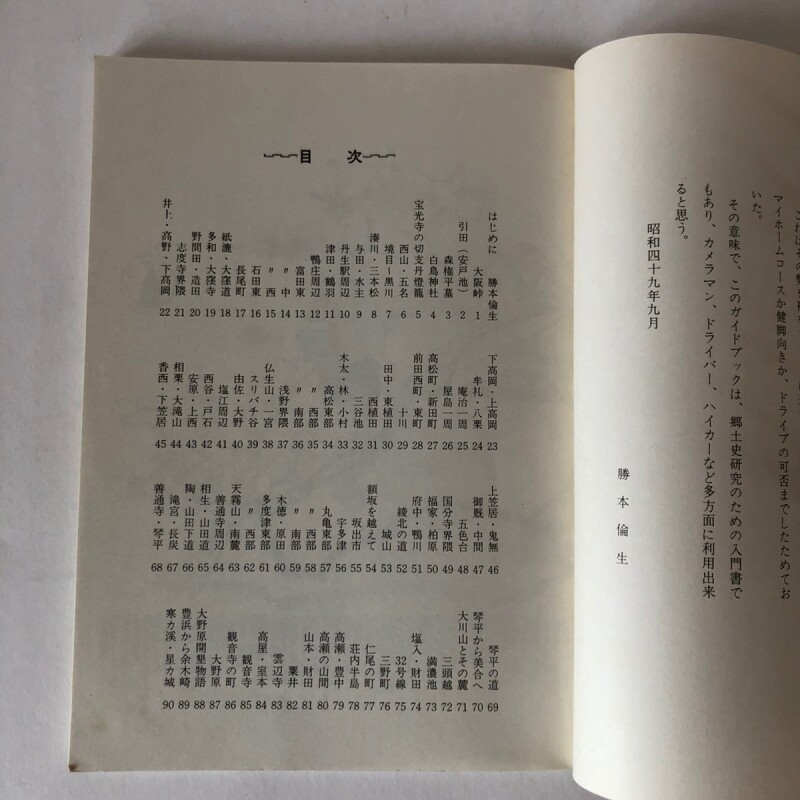 マイホームコースか健脚向きか、ドライブの可否までしたためてお
いた。
その意味で、このガイドブックは、郷土史研究のための入門書で
もあり、カメラマン、ドライバー、ハイカーなど多方面に利用出来
ると思う。
昭和四十九年九月
勝本倫生
目次
はじめに 勝本倫生
大阪峠 1
引田(安戸池) 2
森権平墓 3
白鳥神社 4
宝光寺の切支丹燈籠 5
西山・五名 6
境目〜黒川 7
湊川・三本松 8
与田・水主 9
丹生駅周辺 10
津田・鶴羽 11
鴨庄周辺 12
富田東 13
〃中 14
〃西 15
石田東 16
長尾町 17
紙漉・大窪道 18
多和・大窪寺 19
野間田・造田 20
志度寺界隈 21
井上・高野・下高岡 22
下高岡・上高岡 23
牟礼・八栗 24
庵治一周 25
屋島一周 26
高松町・新田町 27
前田西町・東町 28
十川 29
田中・東植田 30
西植田 31
三谷池 32
木太・林・小村 33
高松東部 34
〃西部 35
〃南部 36
浅野界隈 37
仏生山・一宮 38
スリバチ谷 39
由佐・大野 40
塩江周辺 41
西谷・戸石 42
安原・上西 43
相栗・大滝山 44
香西・下笠居 45
上笠居・鬼無 46
御厩・中間 47
五色台 48
国分寺界隈 49
福家・柏原 50
府中・鴨川 51
綾北の道 52
城山 53
額坂を越えて 54
坂出市 55
宇多津 56
丸亀東部 57
〃西部 58
〃南部 59
木徳・原田 60
多度津東部 61
〃西部 62
天霧山・南麓 63
善通寺周辺 64
相生・山田道 65
陶・山田下道 66
滝宮・長炭 67
善通寺・琴平 68
琴平の道 69
琴平から美合へ 70
大川山とその麓 71
三頭越 72
満濃池 73
塩入・財田 74
32号線 75
三野町 76
仁尾の町 77
荘内半島 78
高瀬・豊中 79
高瀬の山間 80
山本・財田 81
粟井 82
雲辺寺 83
高屋・室本 84
観音寺 85
観音寺の町 86
大野原 87
大野原開墾物語 88
豊浜から余木崎 89
寒カ渓・星カ城 90